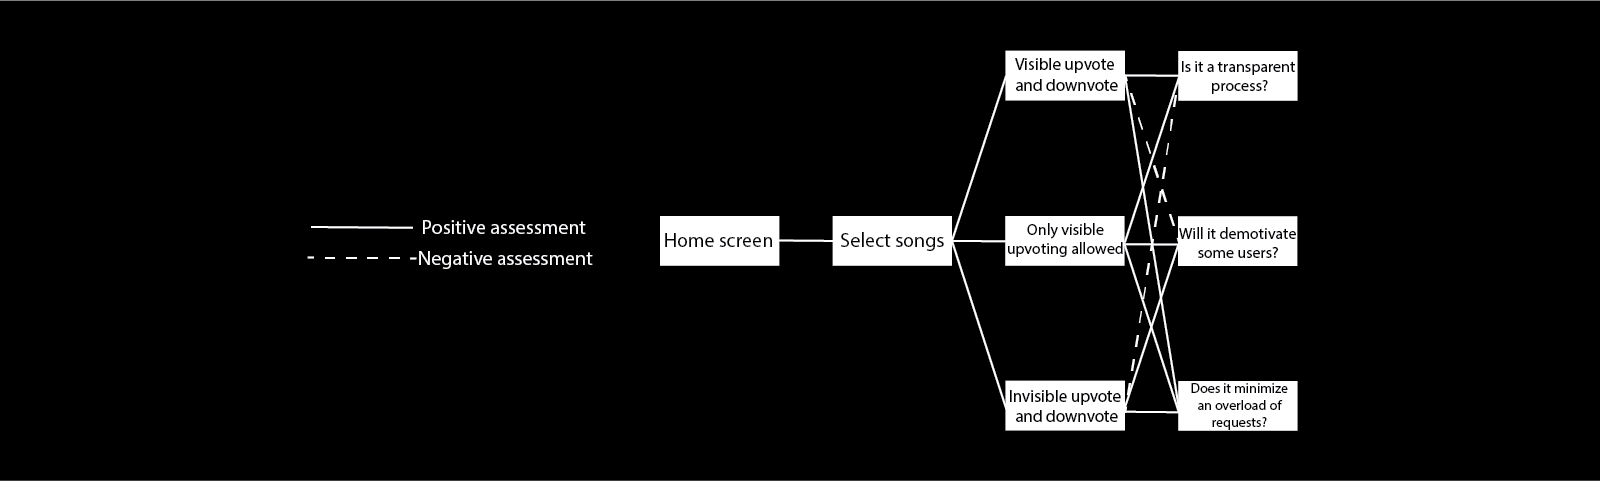 Positive assessment
Negative assessment
Home screen
Select songs
Visible upvote
and downvote
Only visible
upvoting allowed
Invisible upvote
and downvote
Is it a transparent
process?
Will it demotivate
some users?
Does it minimize
an overload of
requests?